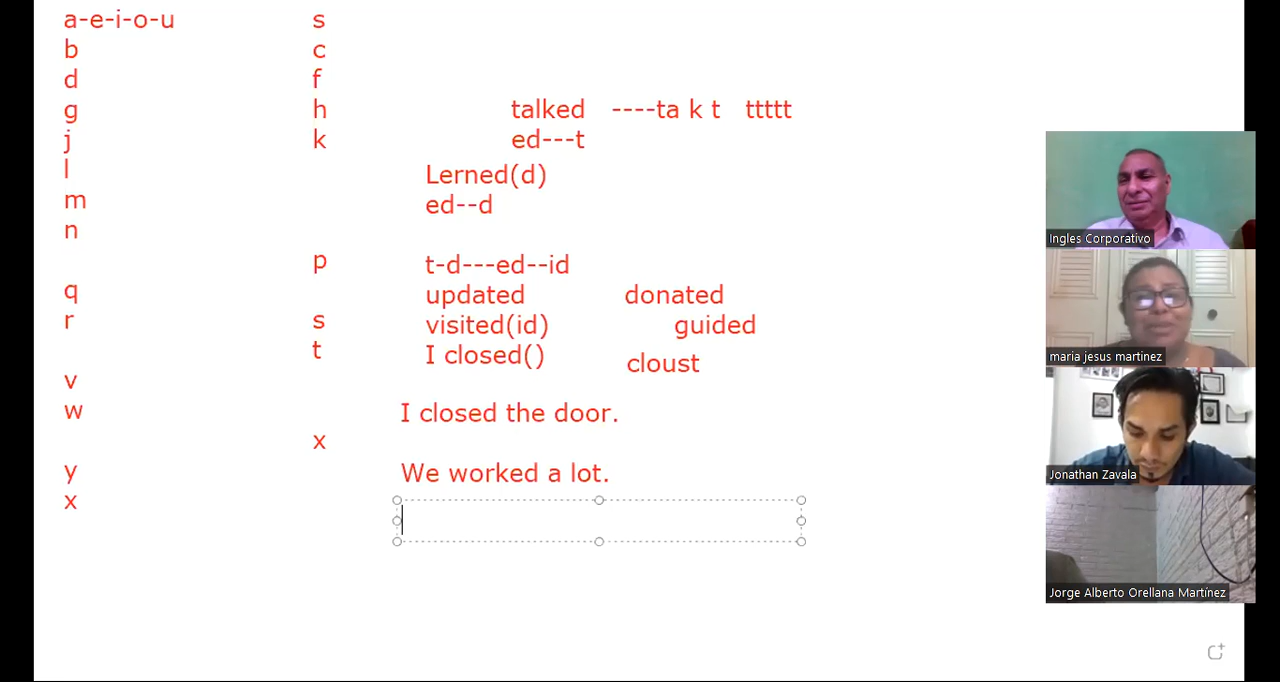 a-e-i-o-u
b
d
g
j
l
m
n
q
r
v
w
y
x
s
c
f
h
k
p
s
t
x
talked ----ta k t ttttt
ed---t
Lerned(d)
ed--d
t-d---ed--id
updated donated
visited(id) guided
I closed() cloust
I closed the door.
We worked a lot.
Ingles Corporativo
maria jesus martinez
Jonathan Zavala
Jorge Alberto Orellana Martínez